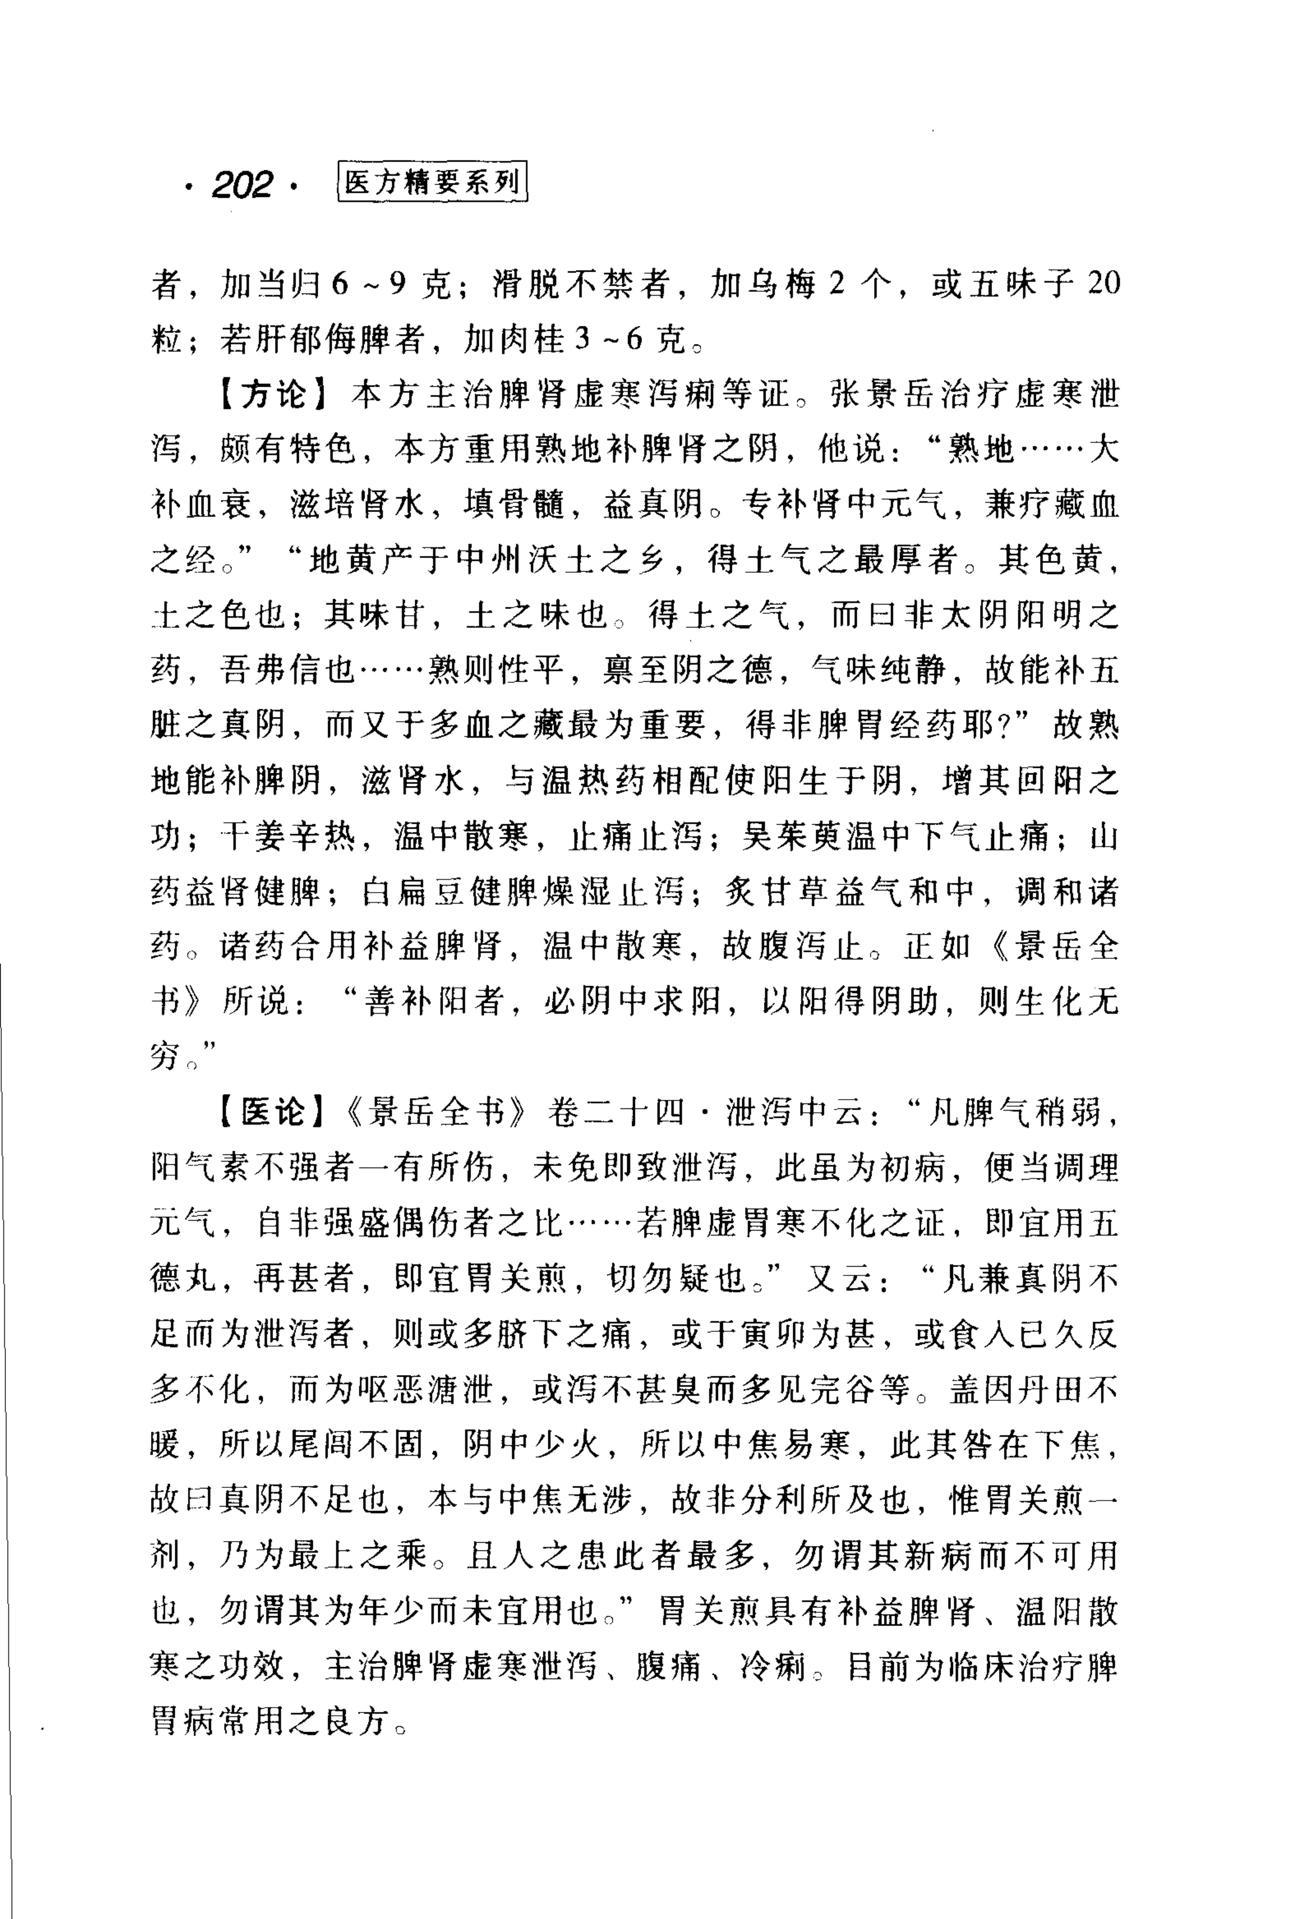 ·202· 医方精要系列
者，加当归6~9克；滑脱不禁者，加乌梅2个，或五味子20
粒；若肝郁侮脾者，加肉桂3~6克。
【方论】本方主治脾肾虚寒泻痢等证。张景岳治疗虚寒泄
泻，颇有特色，本方重用熟地补脾肾之阴，他说：“熟地……大
补血衰，滋培肾水，填骨髓，益真阴。专补肾中元气，兼疗藏血
之经。”“地黄产于中州沃土之乡，得土气之最厚者。其色黄，
土之色也；其味甘，土之味也。得土之气，而曰非太阴阳明之
药，吾弗信也……熟则性平，禀至阴之德，气味纯静，故能补五
脏之真阴，而又于多血之藏最为重要，得非脾胃经药耶？”故熟
地能补脾阴，滋肾水，与温热药相配使阳生于阴，增其回阳之
功；干姜辛热，温中散寒，止痛止泻；吴茱萸温中下气止痛；山
药益肾健脾；白扁豆健脾燥湿止泻；炙甘草益气和中，调和诸
药。诸药合用补益脾肾，温中散寒，故腹泻止。正如《景岳全
书》所说：“善补阳者，必阴中求阳，以阳得阴助，则生化无
穷。”
【医论】《景岳全书》卷二十四·泄泻中云：“凡脾气稍弱，
阳气素不强者一有所伤，未免即致泄泻，此虽为初病，便当调理
元气，自非强盛偶伤者之比……若脾虚胃寒不化之证，即宜用五
德丸，再甚者，即宜胃关煎，切勿疑也。”又云：“凡兼真阴不
足而为泄泻者，则或多脐下之痛，或于寅卯为甚，或食入已久反
多不化，而为呕恶溏泄，或泻不甚臭而多见完谷等。盖因丹田不
暖，所以尾闾不固，阴中少火，所以中焦易寒，此其咎在下焦，
故曰真阴不足也，本与中焦无涉，故非分利所及也，惟胃关煎一
剂，乃为最上之乘。且人之患此者最多，勿谓其新病而不可用
也，勿谓其为年少而未宜用也。”胃关煎具有补益脾肾、温阳散
寒之功效，主治脾肾虚寒泄泻、腹痛、冷痢。目前为临床治疗脾
胃病常用之良方。